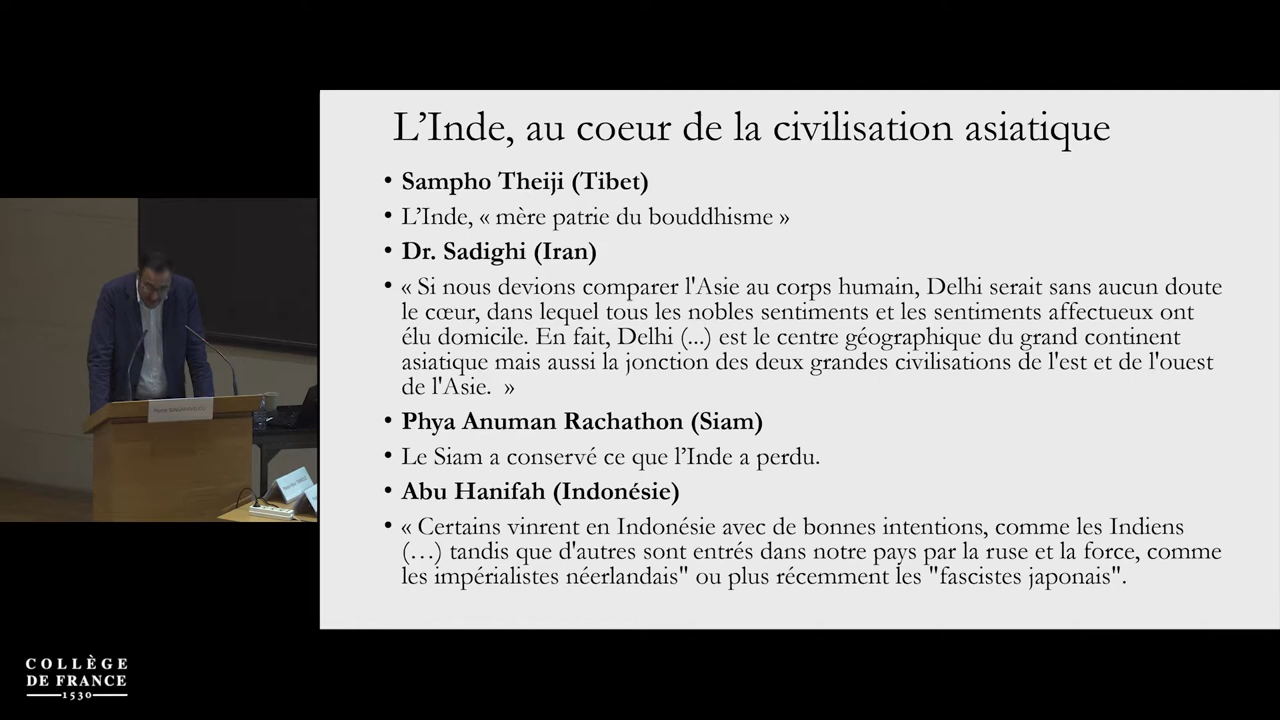 L'Inde, au coeur de la civilisation asiatique
• Sampho Theiji (Tibet)
• L'Inde, « mère patrie du bouddhisme »
• Dr. Sadighi (Iran)
• « Si nous devions comparer l'Asie au corps humain, Delhi serait sans aucun doute
le cœur, dans lequel tous les nobles sentiments et les sentiments affectueux ont
élu domicile. En fait, Delhi (...) est le centre géographique du grand continent
asiatique mais aussi la jonction des deux grandes civilisations de l'est et de l'ouest
de l'Asie. »
• Phya Anuman Rachathon (Siam)
• Le Siam a conservé ce que l'Inde a perdu.
• Abu Hanifah (Indonésie)
• « Certains vinrent en Indonésie avec de bonnes intentions, comme les Indiens
(…) tandis que d'autres sont entrés dans notre pays par la ruse et la force, comme
les impérialistes néerlandais" ou plus récemment les "fascistes japonais".
COLLÈGE
DE FRANCE
1530